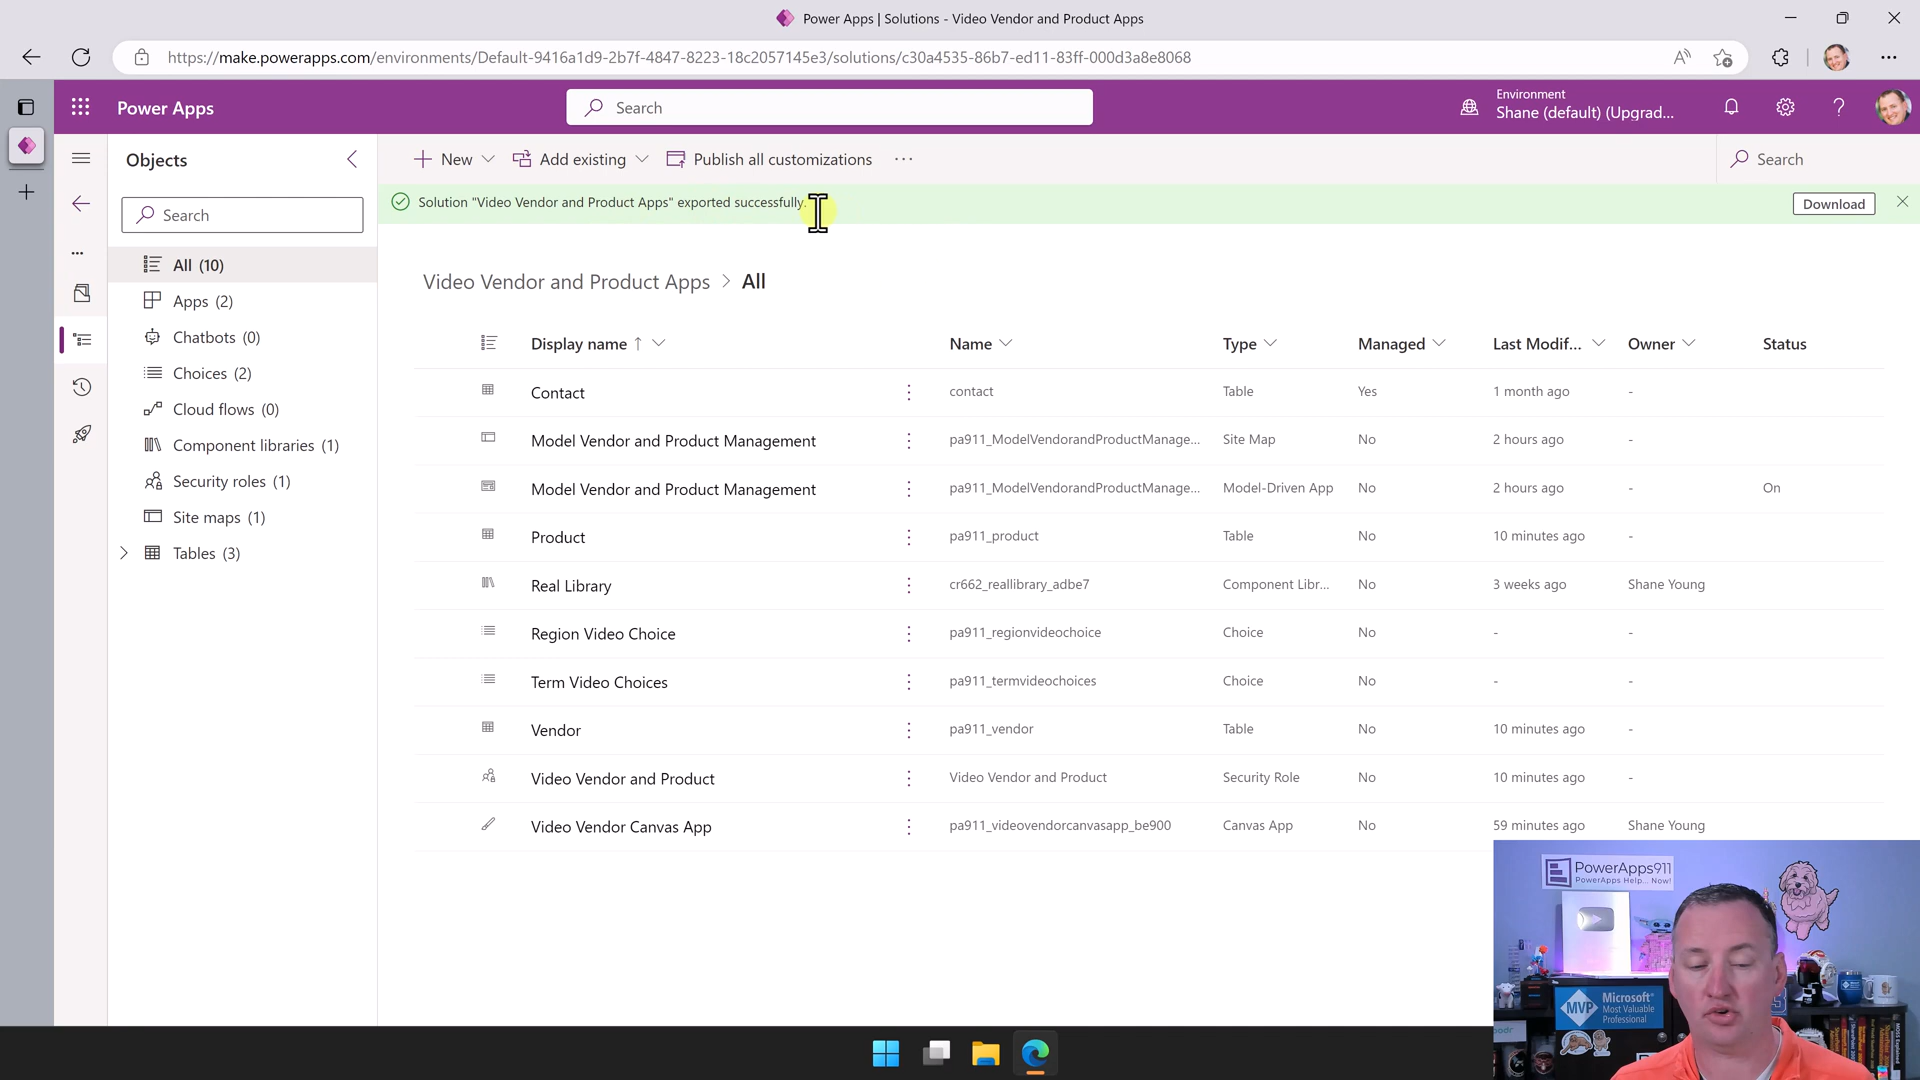 Power Apps | Solutions - Video Vendor and Product Apps
https://make.powerapps.com/environments/Default-9416a1d9-2b7f-4847-8223-18c2057145e3/solutions/c30a4535-86b7-ed11-83ff-000d3a8e8068
Power Apps
Search
Environment
Shane (default) (Upgrad...
Objects
New
Add existing
Publish all customizations
Search
Search
Solution "Video Vendor and Product Apps" exported successfully.
Download
All (10)
Apps (2)
Chatbots (0)
Choices (2)
Cloud flows (0)
Component libraries (1)
Security roles (1)
Site maps (1)
Tables (3)
Video Vendor and Product Apps > All
Display name Name Type Managed Last Modif... Owner Status
Contact contact Table Yes 1 month ago -
Model Vendor and Product Management pa911_ModelVendorandProductManage... Site Map No 2 hours ago -
Model Vendor and Product Management pa911_ModelVendorandProductManage... Model-Driven App No 2 hours ago - On
Product pa911_product Table No 10 minutes ago -
Real Library cr662_reallibrary_adbe7 Component Libr... No 3 weeks ago Shane Young
Region Video Choice pa911_regionvideochoice Choice No - -
Term Video Choices pa911_termvideochoices Choice No - -
Vendor pa911_vendor Table No 10 minutes ago -
Video Vendor and Product Video Vendor and Product Security Role No 10 minutes ago -
Video Vendor Canvas App pa911_videovendorcanvasapp_be900 Canvas App No 59 minutes ago Shane Young
PowerApps911
PowerApps Help... Now!
MVP
Microsoft
Most Valuable
Professional